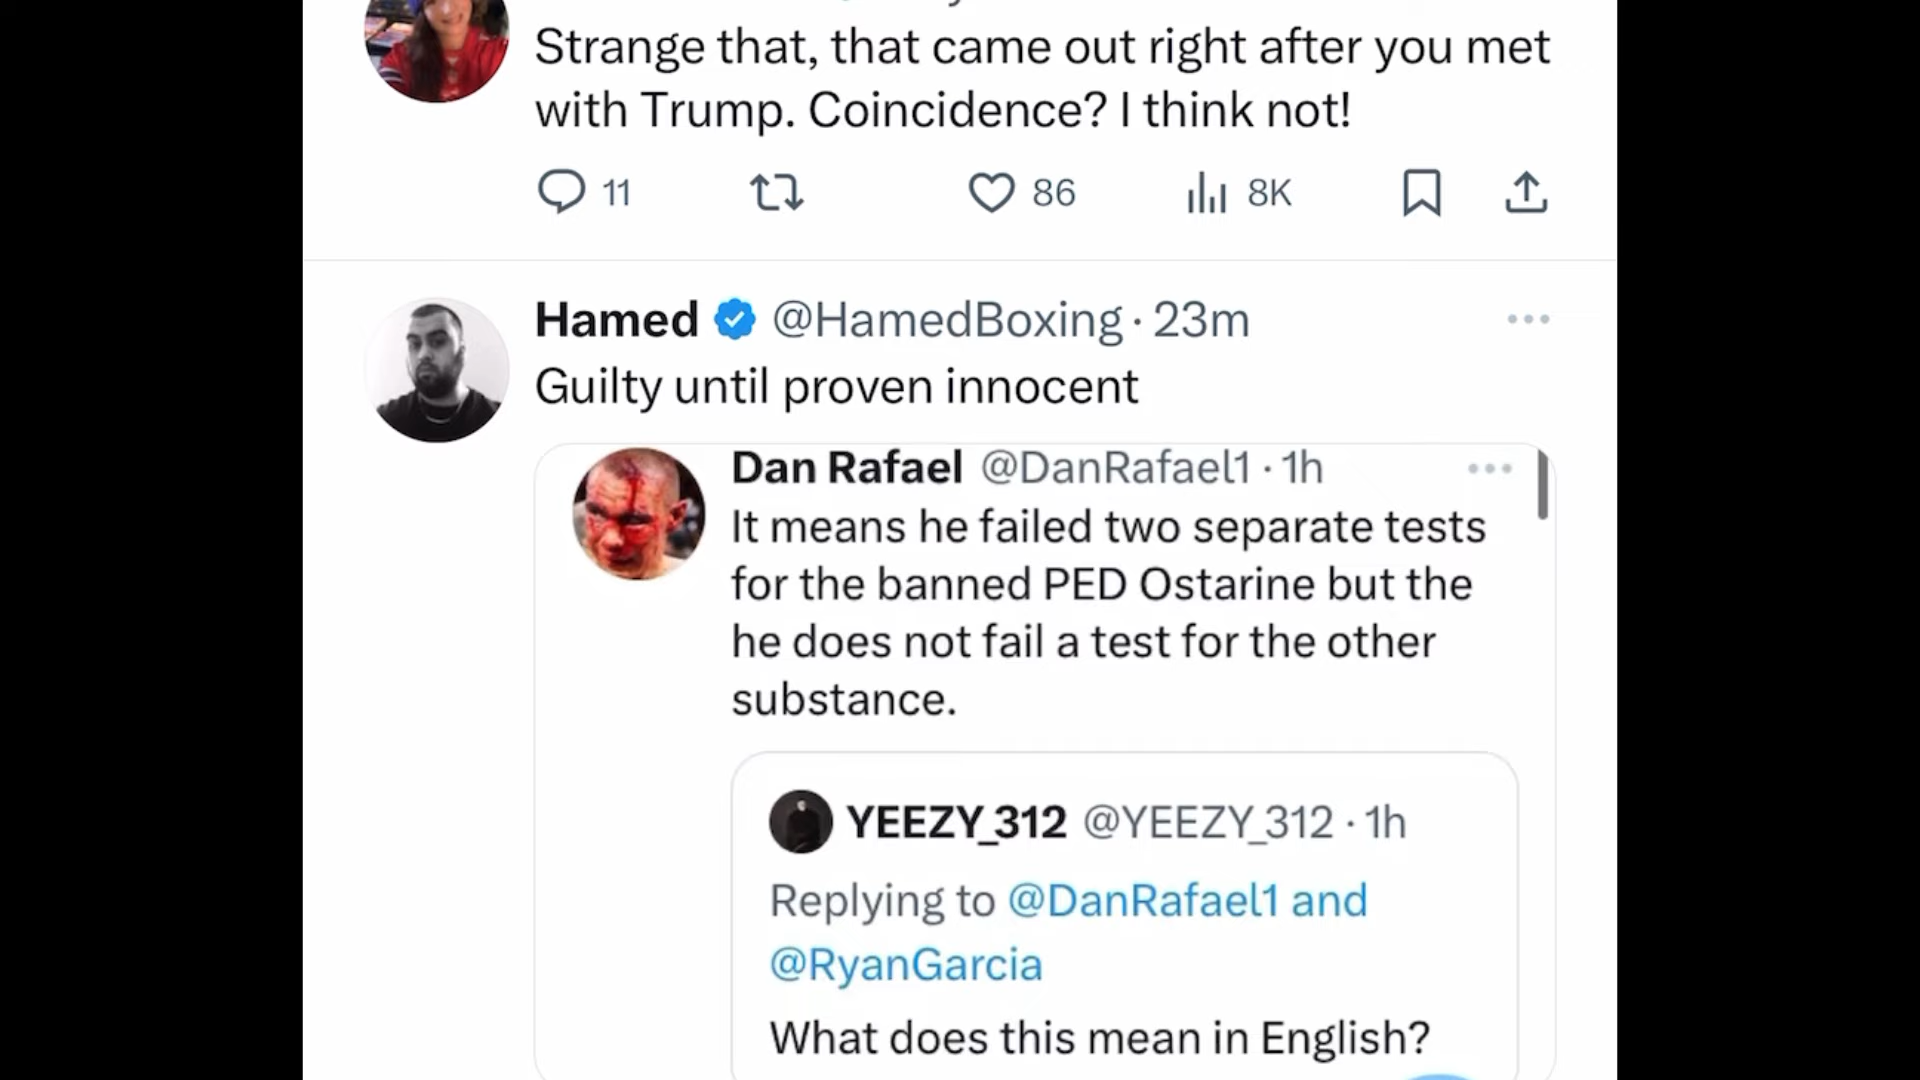 Strange that, that came out right after you met
with Trump. Coincidence? I think not!
11 86 8K
Hamed @HamedBoxing · 23m
Guilty until proven innocent
Dan Rafael @DanRafael1 · 1h
It means he failed two separate tests
for the banned PED Ostarine but the
he does not fail a test for the other
substance.
YEEZY_312 @YEEZY_312 · 1h
Replying to @DanRafael1 and
@RyanGarcia
What does this mean in English?